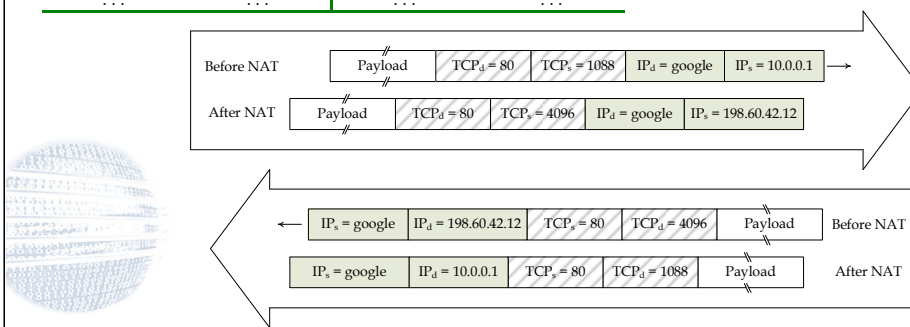 ... ... ... ...
Before NAT Payload TCPd = 80 TCPs = 1088 IPd = google IPs = 10.0.0.1
After NAT Payload TCPd = 80 TCPs = 4096 IPd = google IPs = 198.60.42.12
IPs = google IPd = 198.60.42.12 TCPs = 80 TCPd = 4096 Payload Before NAT
IPs = google IPd = 10.0.0.1 TCPs = 80 TCPd = 1088 Payload After NAT